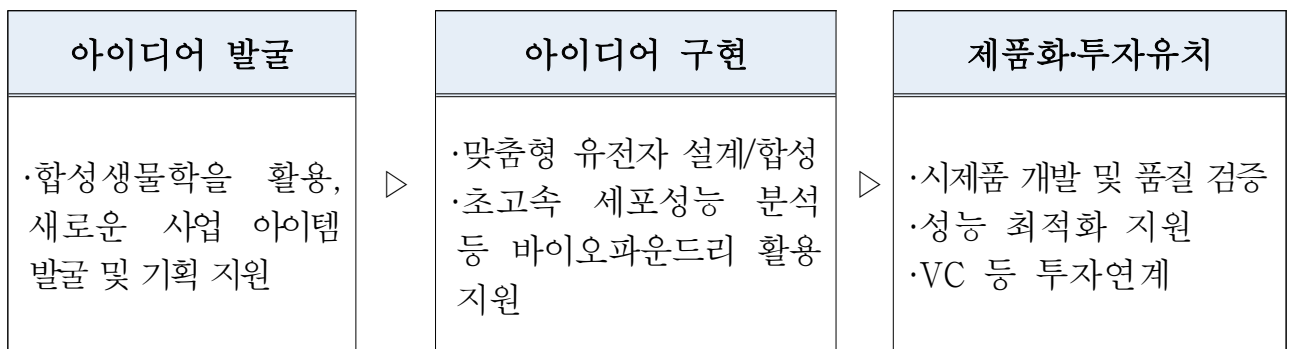 아이디어 발굴
·합성생물학을 활용,
새로운 사업 아이템
발굴 및 기획 지원
▷
아이디어 구현
·맞춤형 유전자 설계/합성
·초고속 세포성능 분석
등 바이오파운드리 활용
지원
▷
제품화·투자유치
·시제품 개발 및 품질 검증
·성능 최적화 지원
·VC 등 투자연계